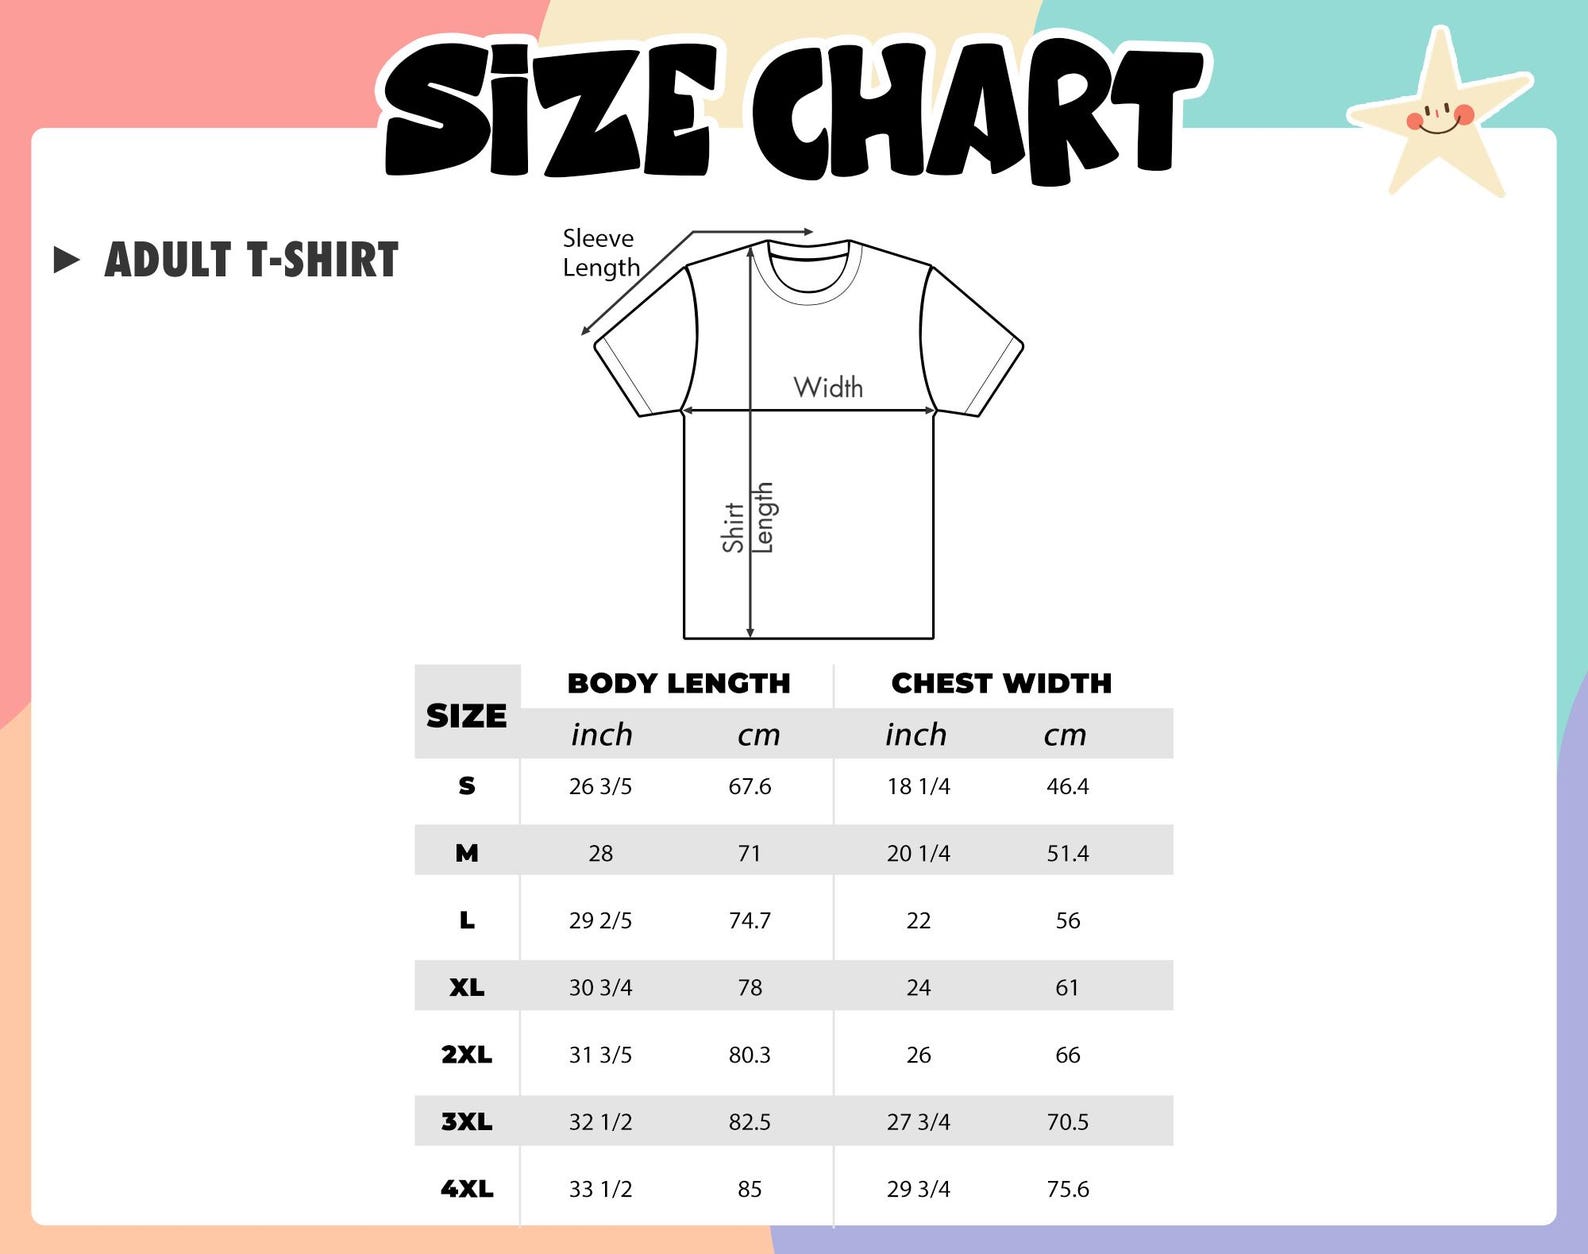 SiZE CHART
ADULT T-SHIRT
Sleeve
Length
Width
Shirt
Length
SIZE BODY LENGTH CHEST WIDTH
inch cm inch cm
S 26 3/5 67.6 18 1/4 46.4
M 28 71 20 1/4 51.4
L 29 2/5 74.7 22 56
XL 30 3/4 78 24 61
2XL 31 3/5 80.3 26 66
3XL 32 1/2 82.5 27 3/4 70.5
4XL 33 1/2 85 29 3/4 75.6